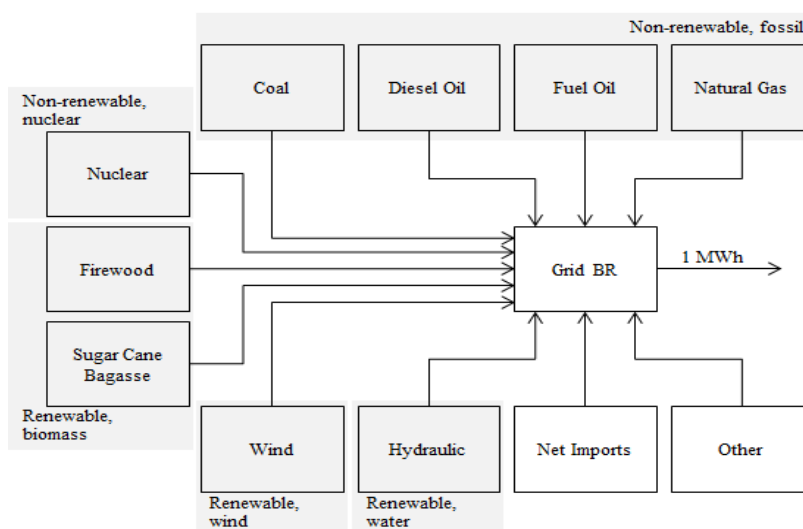 Non-renewable, fossil
Coal
Diesel Oil
Fuel Oil
Natural Gas
Non-renewable,
nuclear
Nuclear
Firewood
Grid BR
1 MWh
Sugar Cane
Bagasse
Renewable,
biomass
Wind
Hydraulic
Net Imports
Other
Renewable,
wind
Renewable,
water